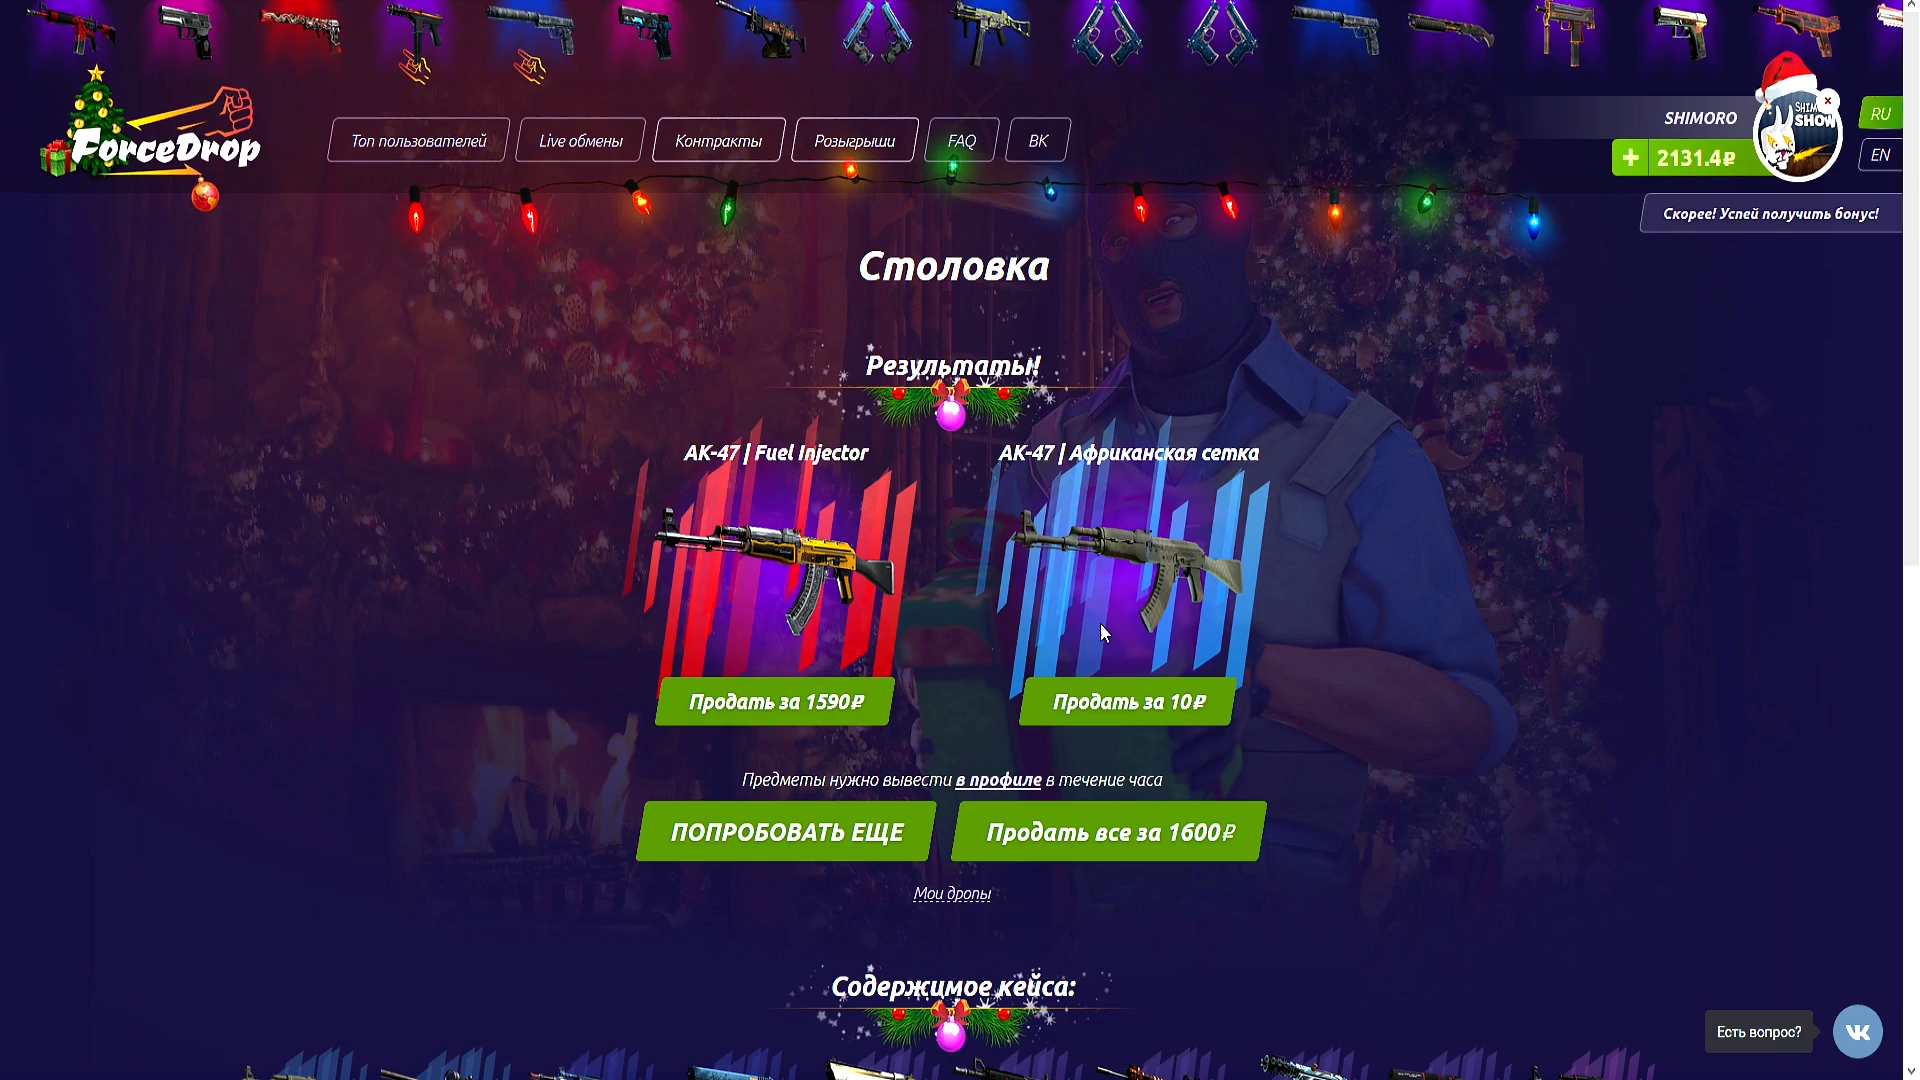 ForceDrop
Топ пользователей
Live обмены
Контракты
Розыгрыши
FAQ
ВК
SHIMORO
2131.4₽
SHIM
SHOW
RU
EN
Скорее! Успей получить бонус!
Столовка
Результаты!
AK-47 | Fuel Injector
AK-47 | Африканская сетка
Продать за 1590₽
Продать за 10₽
Предметы нужно вывести в профиле в течение часа
ПОПРОБОВАТЬ ЕЩЕ
Продать все за 1600₽
Мои дропы
Содержимое кейса:
Есть вопрос?